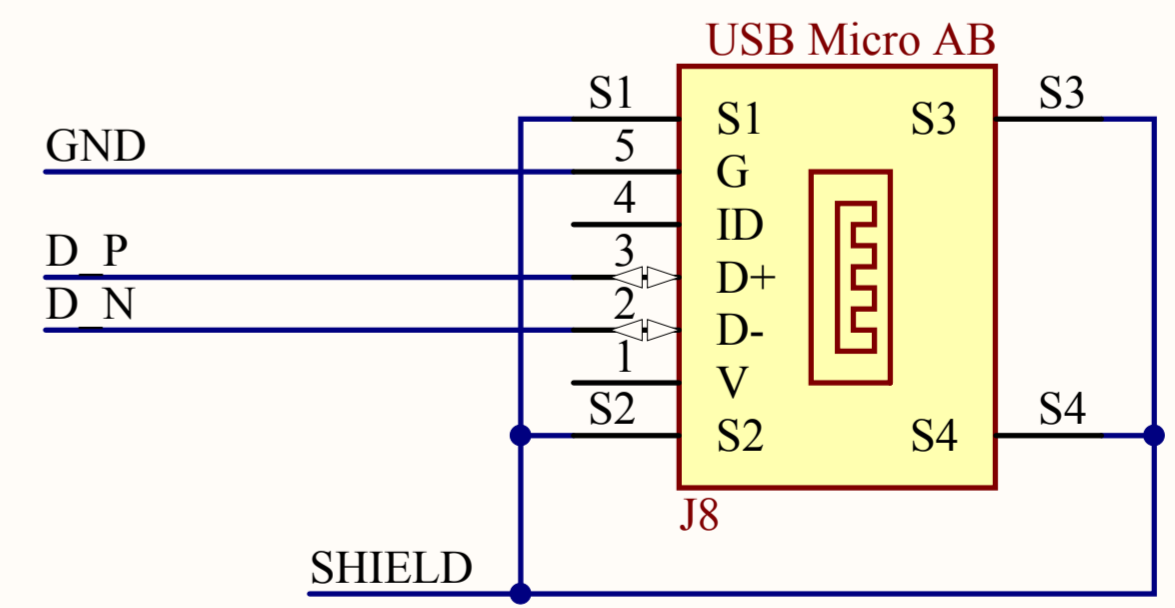 USB Micro AB
S1 S1 S3 S3
GND 5 G
4 ID
D_P 3 D+
D_N 2 D-
1 V
S2 S2 S4 S4
J8
SHIELD